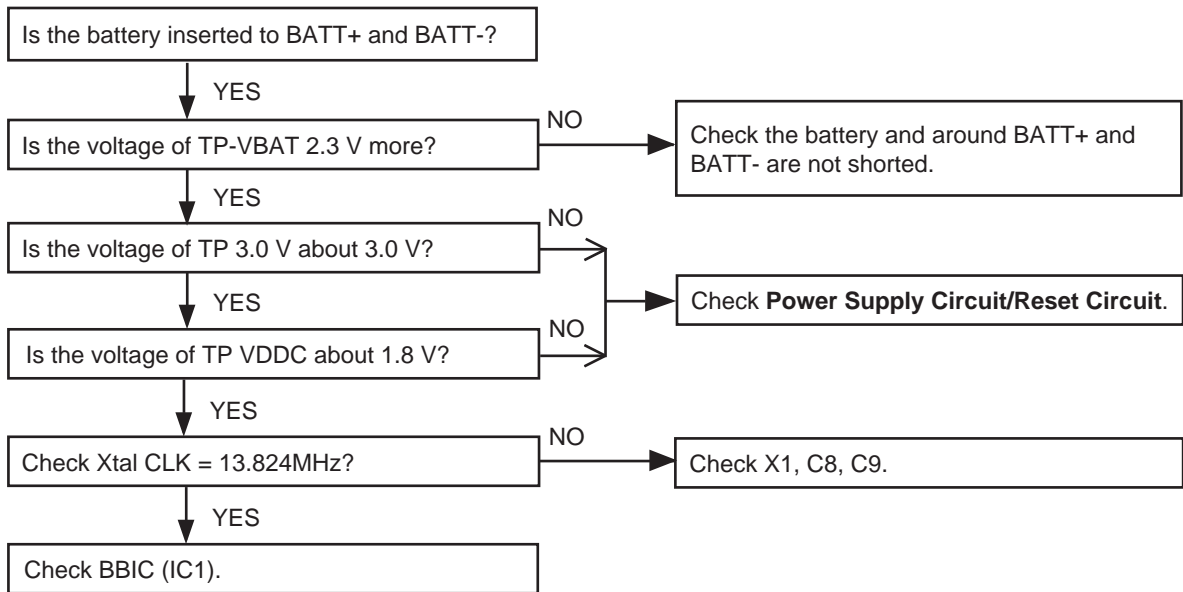 Is the battery inserted to BATT+ and BATT-?
YES
Is the voltage of TP-VBAT 2.3 V more?
NO
Check the battery and around BATT+ and
BATT- are not shorted.
YES
Is the voltage of TP 3.0 V about 3.0 V?
NO
YES
Check Power Supply Circuit/Reset Circuit.
Is the voltage of TP VDDC about 1.8 V?
NO
YES
Check Xtal CLK = 13.824MHz?
NO
Check X1, C8, C9.
YES
Check BBIC (IC1).